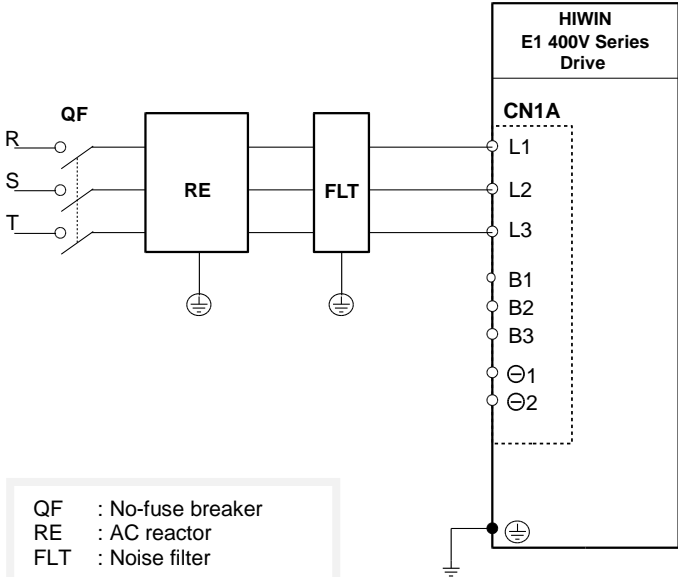 HIWIN
E1 400V Series
Drive
QF
CN1A
R
L1
S
RE
FLT
L2
T
L3
B1
B2
B3
⊖1
⊖2
QF : No-fuse breaker
RE : AC reactor
FLT : Noise filter